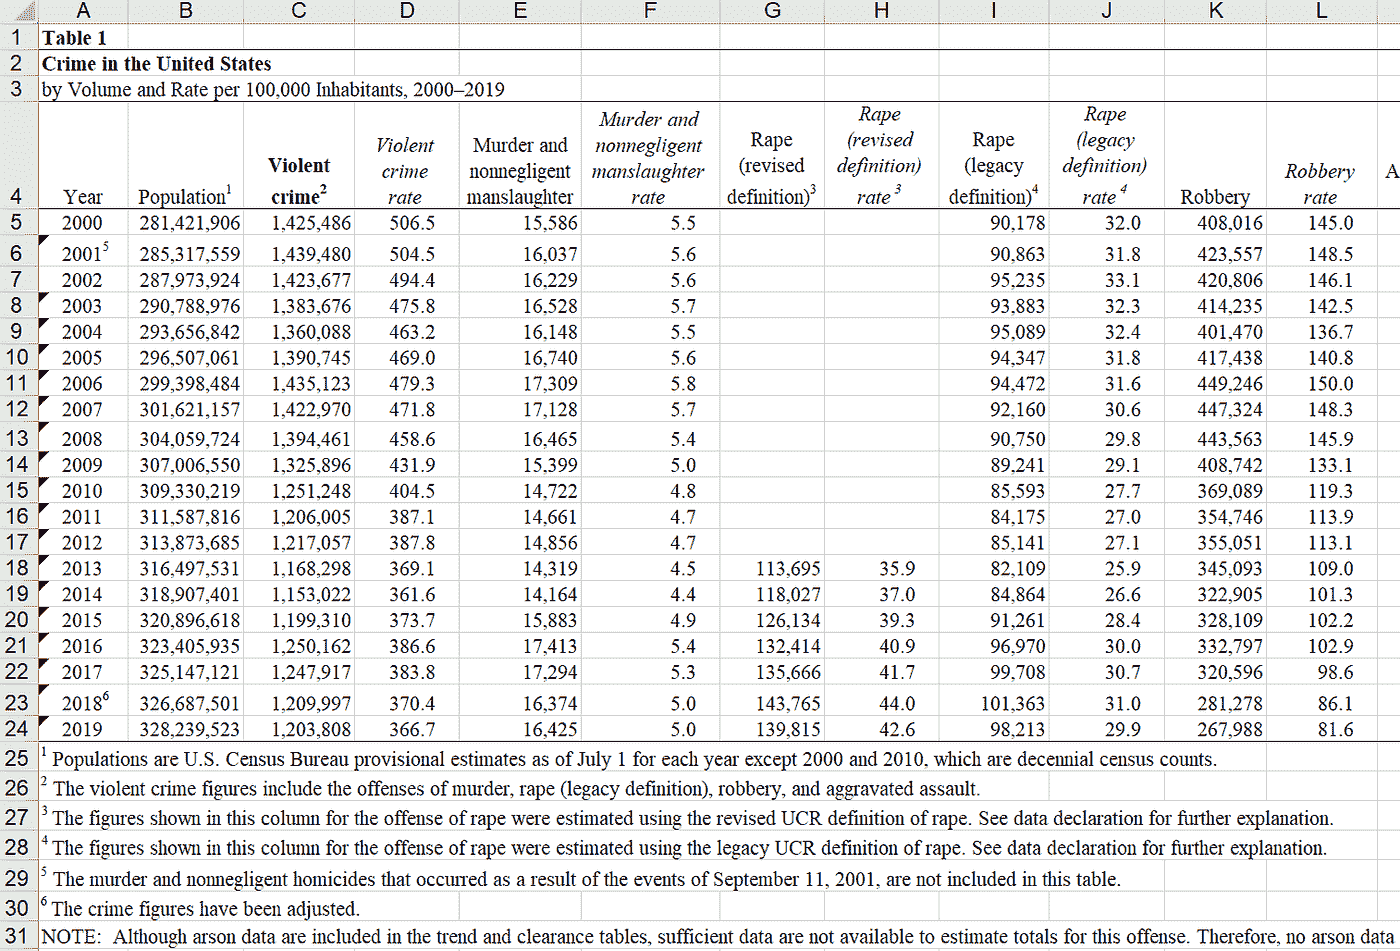 A B C D E F G H I J K L
1 Table 1
2 Crime in the United States
3 by Volume and Rate per 100,000 Inhabitants, 2000–2019
4 Year Population¹ Violent crime² Violent crime rate Murder and nonnegligent manslaughter Murder and nonnegligent manslaughter rate Rape (revised definition)³ Rape (revised definition) rate ³ Rape (legacy definition)⁴ Rape (legacy definition) rate ⁴ Robbery Robbery rate A
5 2000 281,421,906 1,425,486 506.5 15,586 5.5 90,178 32.0 408,016 145.0
6 2001⁵ 285,317,559 1,439,480 504.5 16,037 5.6 90,863 31.8 423,557 148.5
7 2002 287,973,924 1,423,677 494.4 16,229 5.6 95,235 33.1 420,806 146.1
8 2003 290,788,976 1,383,676 475.8 16,528 5.7 93,883 32.3 414,235 142.5
9 2004 293,656,842 1,360,088 463.2 16,148 5.5 95,089 32.4 401,470 136.7
10 2005 296,507,061 1,390,745 469.0 16,740 5.6 94,347 31.8 417,438 140.8
11 2006 299,398,484 1,435,123 479.3 17,309 5.8 94,472 31.6 449,246 150.0
12 2007 301,621,157 1,422,970 471.8 17,128 5.7 92,160 30.6 447,324 148.3
13 2008 304,059,724 1,394,461 458.6 16,465 5.4 90,750 29.8 443,563 145.9
14 2009 307,006,550 1,325,896 431.9 15,399 5.0 89,241 29.1 408,742 133.1
15 2010 309,330,219 1,251,248 404.5 14,722 4.8 85,593 27.7 369,089 119.3
16 2011 311,587,816 1,206,005 387.1 14,661 4.7 84,175 27.0 354,746 113.9
17 2012 313,873,685 1,217,057 387.8 14,856 4.7 85,141 27.1 355,051 113.1
18 2013 316,497,531 1,168,298 369.1 14,319 4.5 113,695 35.9 82,109 25.9 345,093 109.0
19 2014 318,907,401 1,153,022 361.6 14,164 4.4 118,027 37.0 84,864 26.6 322,905 101.3
20 2015 320,896,618 1,199,310 373.7 15,883 4.9 126,134 39.3 91,261 28.4 328,109 102.2
21 2016 323,405,935 1,250,162 386.6 17,413 5.4 132,414 40.9 96,970 30.0 332,797 102.9
22 2017 325,147,121 1,247,917 383.8 17,294 5.3 135,666 41.7 99,708 30.7 320,596 98.6
23 2018⁶ 326,687,501 1,209,997 370.4 16,374 5.0 143,765 44.0 101,363 31.0 281,278 86.1
24 2019 328,239,523 1,203,808 366.7 16,425 5.0 139,815 42.6 98,213 29.9 267,988 81.6
25 ¹ Populations are U.S. Census Bureau provisional estimates as of July 1 for each year except 2000 and 2010, which are decennial census counts.
26 ² The violent crime figures include the offenses of murder, rape (legacy definition), robbery, and aggravated assault.
27 ³ The figures shown in this column for the offense of rape were estimated using the revised UCR definition of rape. See data declaration for further explanation.
28 ⁴ The figures shown in this column for the offense of rape were estimated using the legacy UCR definition of rape. See data declaration for further explanation.
29 ⁵ The murder and nonnegligent homicides that occurred as a result of the events of September 11, 2001, are not included in this table.
30 ⁶ The crime figures have been adjusted.
31 NOTE: Although arson data are included in the trend and clearance tables, sufficient data are not available to estimate totals for this offense. Therefore, no arson data